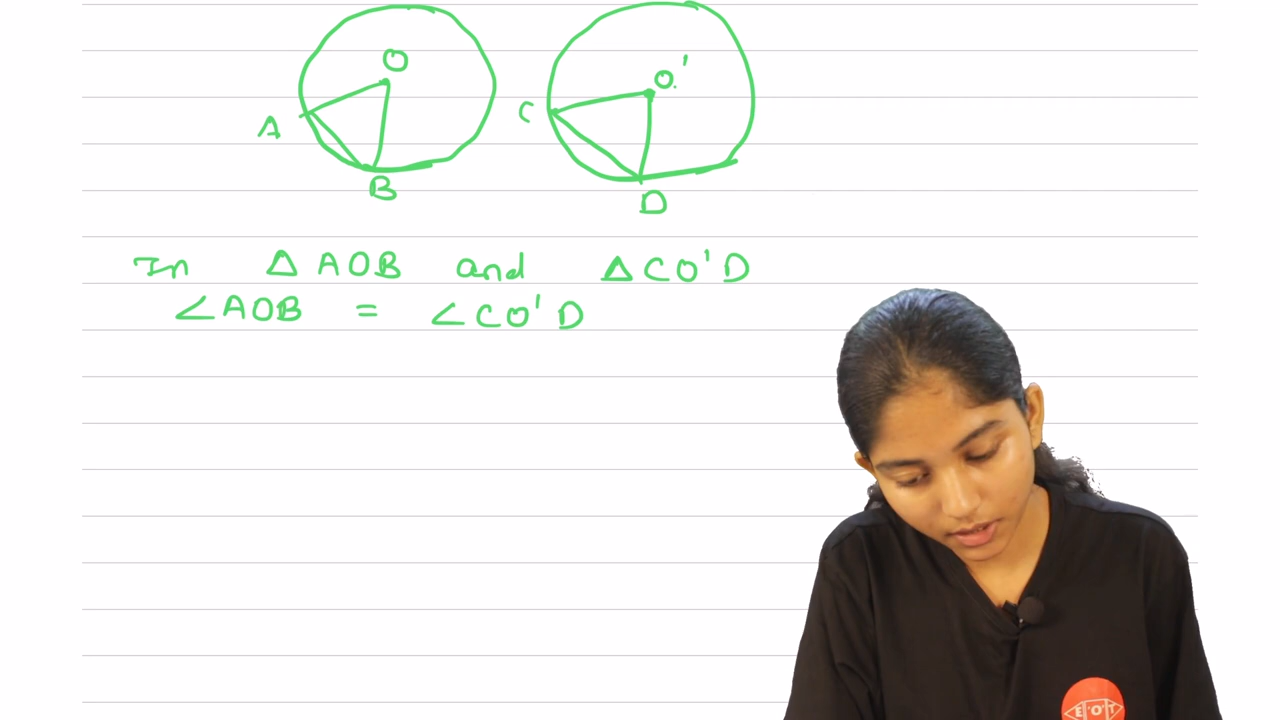 O
O'
A
C
B
D
In △AOB and △CO'D
∠AOB = ∠CO'D
E'O'T